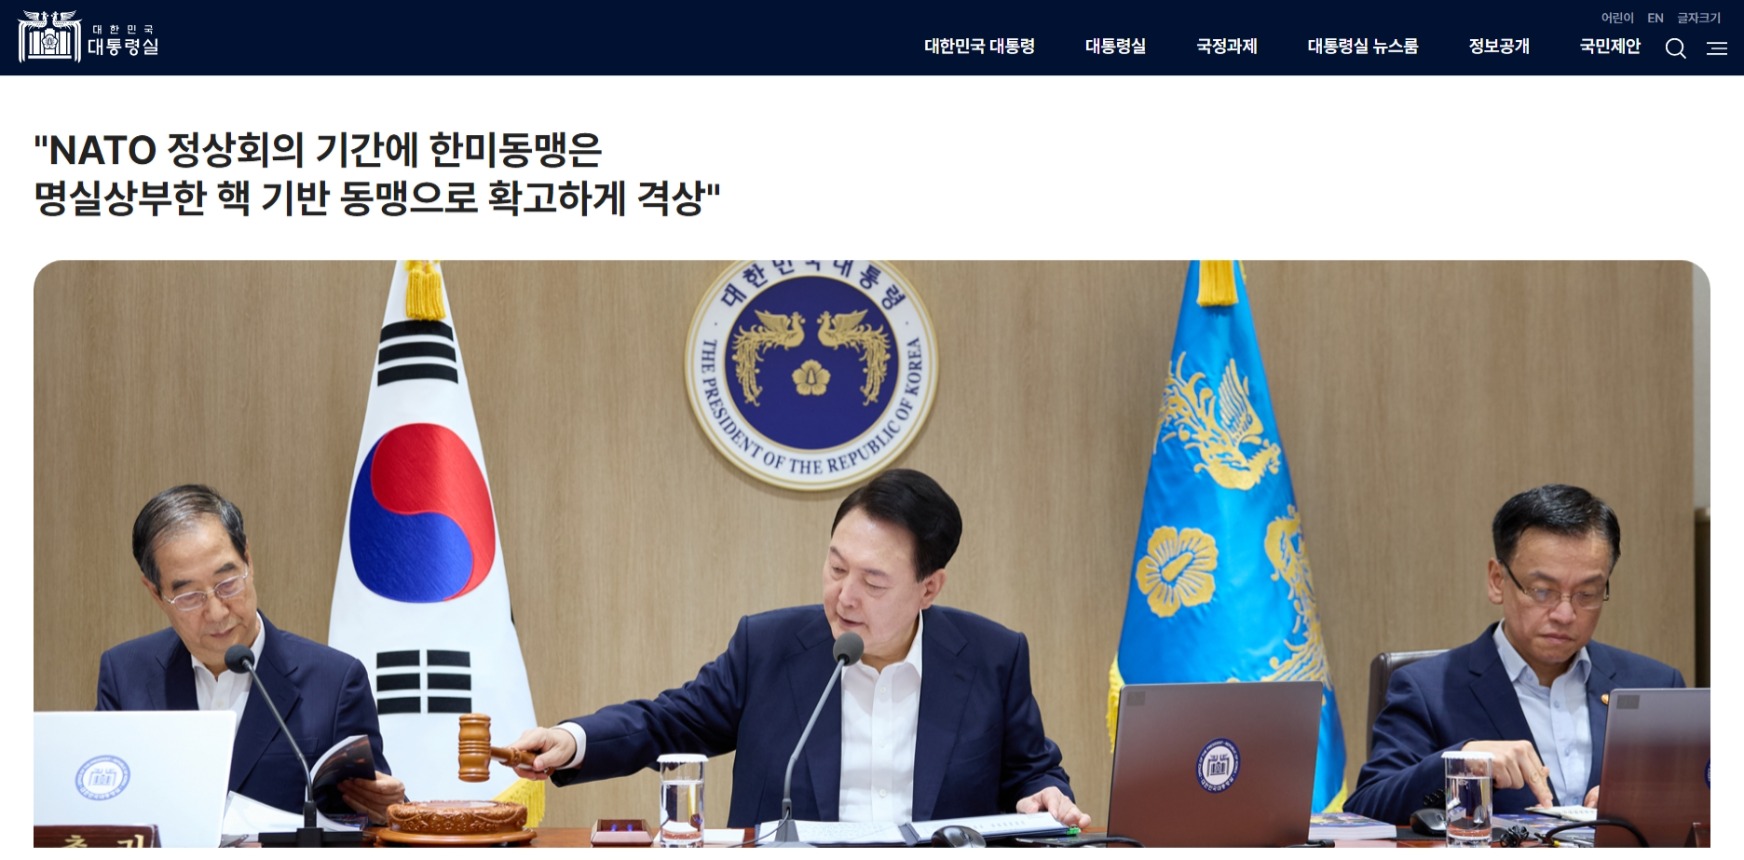 대 한 민 국
대통령실
어린이 EN 글자크기
대한민국 대통령 대통령실 국정과제 대통령실 뉴스룸 정보공개 국민제안
"NATO 정상회의 기간에 한미동맹은
명실상부한 핵 기반 동맹으로 확고하게 격상"
대한민국대통령
THE PRESIDENT OF THE REPUBLIC OF KOREA